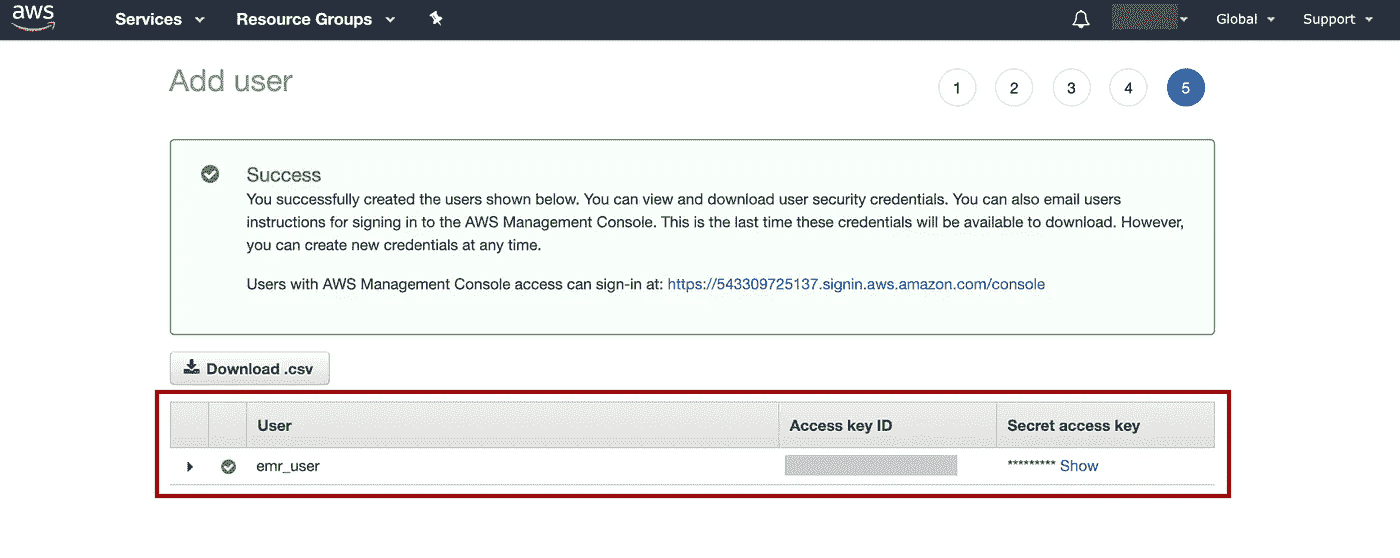 aws
Services
Resource Groups
Global
Support
Add user
1
2
3
4
5
Success
You successfully created the users shown below. You can view and download user security credentials. You can also email users
instructions for signing in to the AWS Management Console. This is the last time these credentials will be available to download. However,
you can create new credentials at any time.
Users with AWS Management Console access can sign-in at: https://543309725137.signin.aws.amazon.com/console
Download .csv
User Access key ID Secret access key
emr_user ********* Show